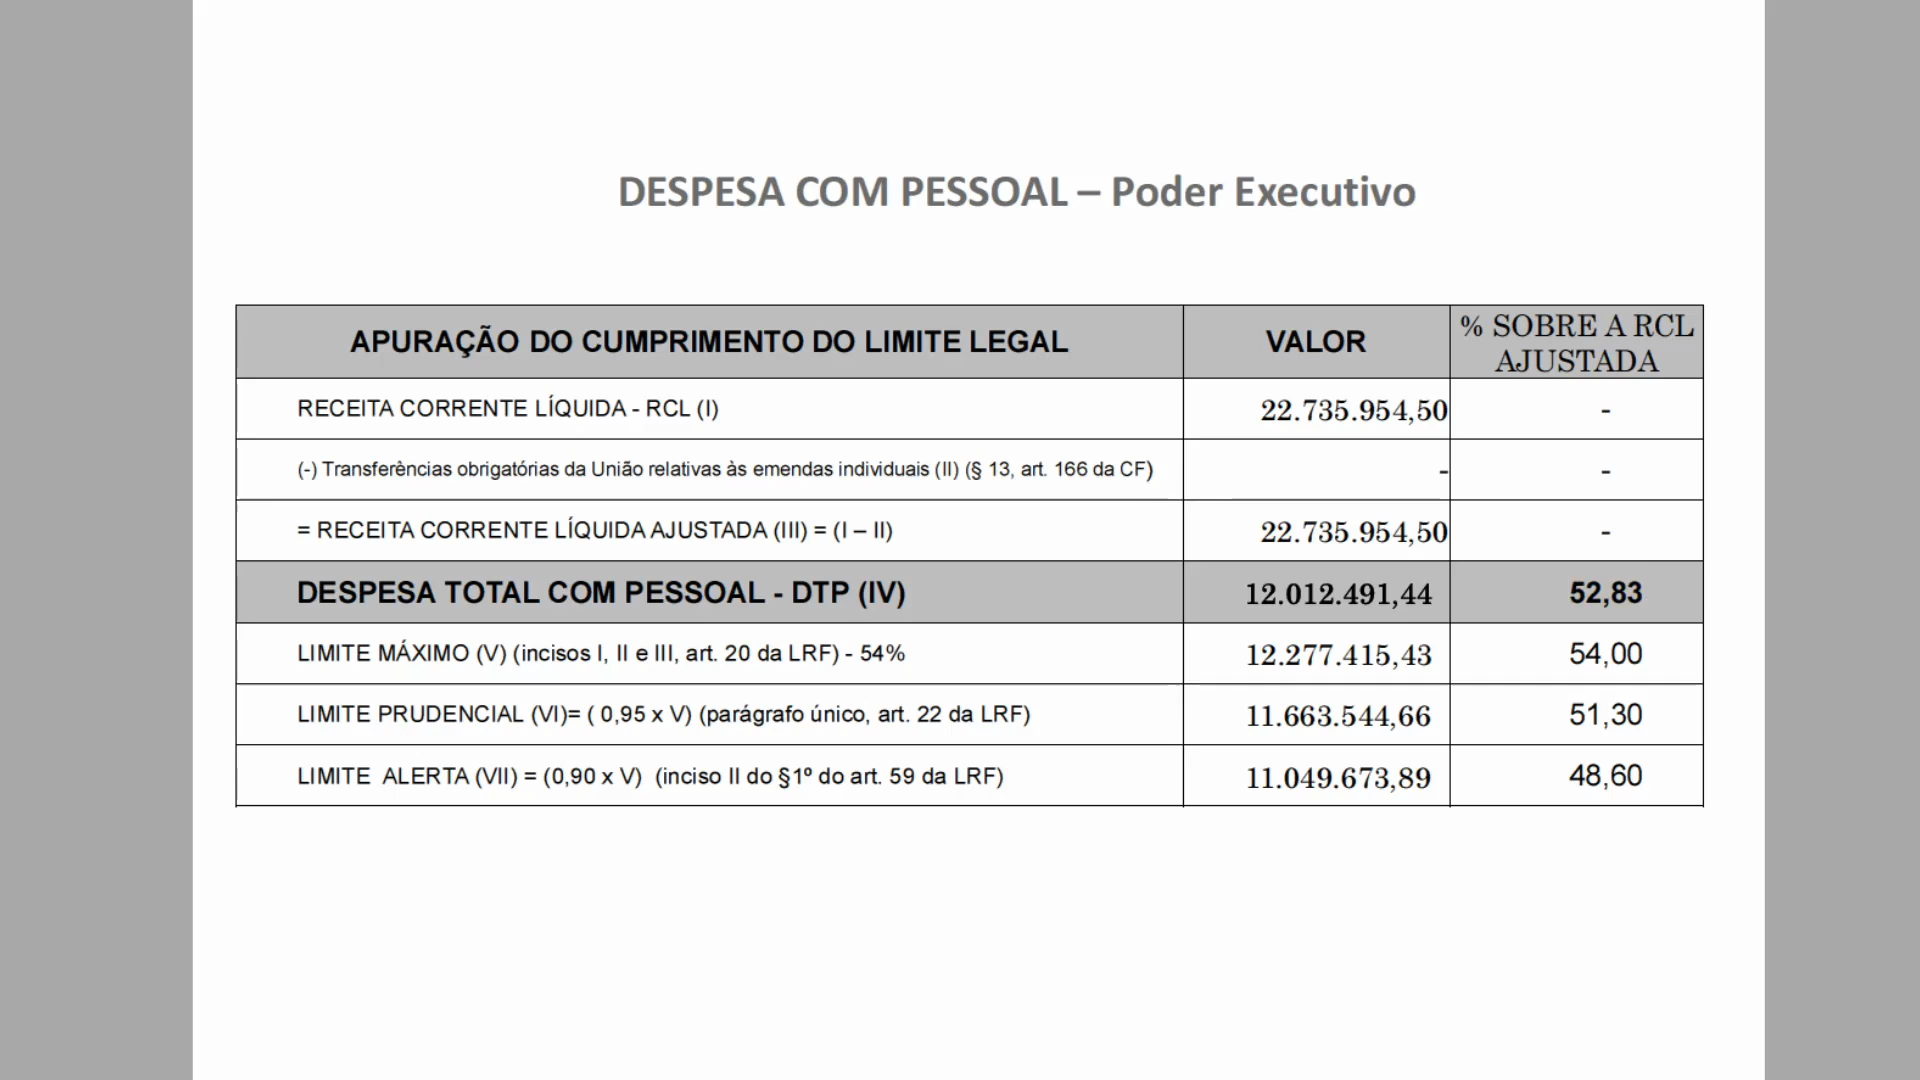 DESPESA COM PESSOAL – Poder Executivo
APURAÇÃO DO CUMPRIMENTO DO LIMITE LEGAL VALOR % SOBRE A RCL AJUSTADA
RECEITA CORRENTE LÍQUIDA - RCL (I) 22.735.954,50 -
(-) Transferências obrigatórias da União relativas às emendas individuais (II) (§ 13, art. 166 da CF) - -
= RECEITA CORRENTE LÍQUIDA AJUSTADA (III) = (I – II) 22.735.954,50 -
DESPESA TOTAL COM PESSOAL - DTP (IV) 12.012.491,44 52,83
LIMITE MÁXIMO (V) (incisos I, II e III, art. 20 da LRF) - 54% 12.277.415,43 54,00
LIMITE PRUDENCIAL (VI)= ( 0,95 x V) (parágrafo único, art. 22 da LRF) 11.663.544,66 51,30
LIMITE ALERTA (VII) = (0,90 x V) (inciso II do §1º do art. 59 da LRF) 11.049.673,89 48,60